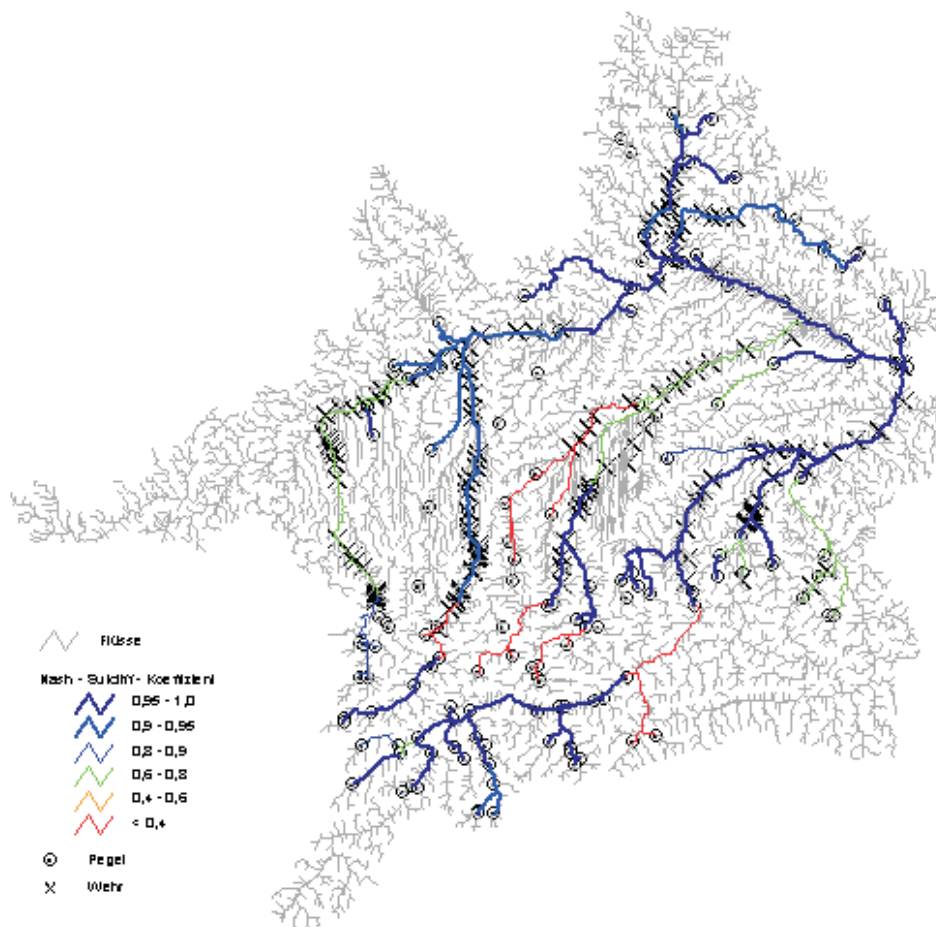 Flüsse
Nash - Sutcliff - Koeffizient
0,95 - 1,0
0,9 - 0,95
0,8 - 0,9
0,6 - 0,8
0,4 - 0,6
< 0,4
Pegel
Wehr